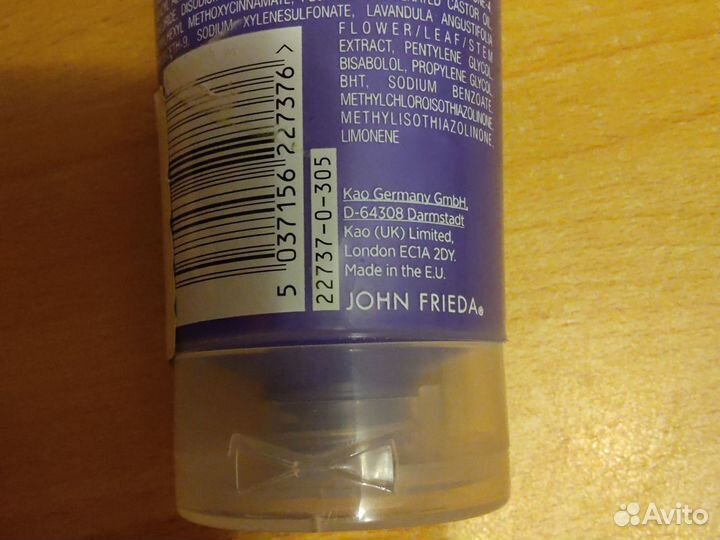 CASTOR OIL,
METHOXYCINNAMATE,
SODIUM XYLENESULFONATE, LAVANDULA ANGUSTIFOLIA
FLOWER/LEAF/STEM
EXTRACT, PENTYLENE GLYCOL,
BISABOLOL, PROPYLENE GLYCOL,
BHT, SODIUM BENZOATE,
METHYLCHLOROISOTHIAZOLINONE,
METHYLISOTHIAZOLINONE,
LIMONENE
5 037156 227376 >
22737-0-305
Kao Germany GmbH,
D-64308 Darmstadt
Kao (UK) Limited,
London EC1A 2DY.
Made in the E.U.
JOHN FRIEDA®
Avito